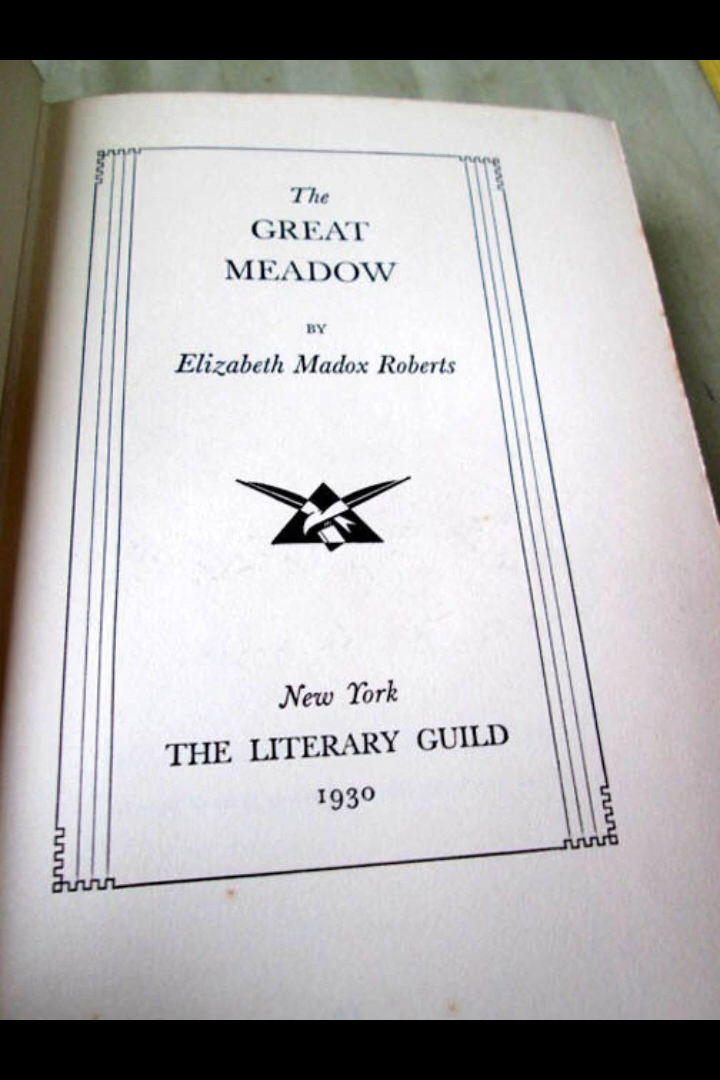 The
GREAT
MEADOW
BY
Elizabeth Madox Roberts
New York
THE LITERARY GUILD
1930